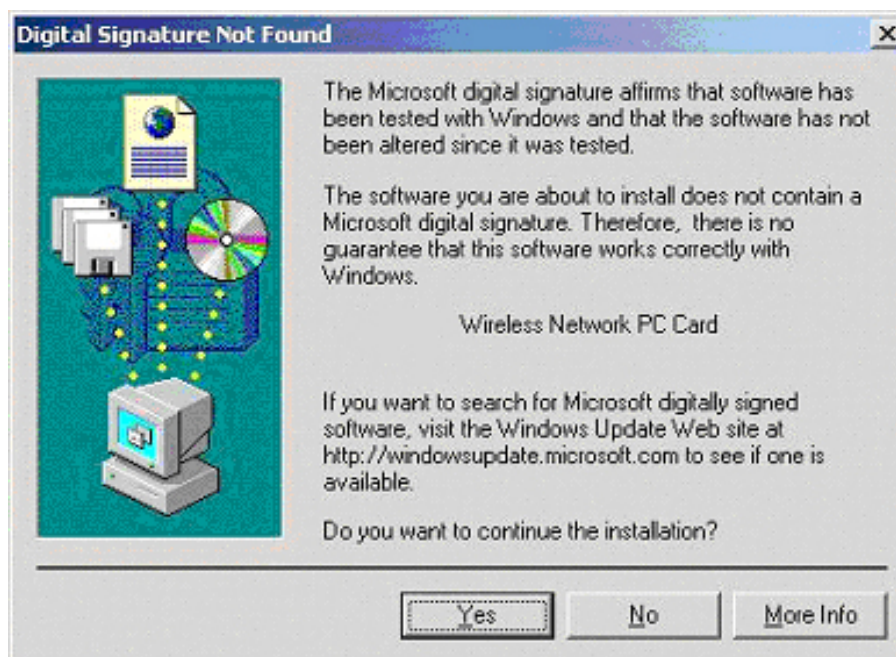 Digital Signature Not Found
The Microsoft digital signature affirms that software has
been tested with Windows and that the software has not
been altered since it was tested.
The software you are about to install does not contain a
Microsoft digital signature. Therefore,  there is no
guarantee that this software works correctly with
Windows.
Wireless Network PC Card
If you want to search for Microsoft digitally signed
software, visit the Windows Update Web site at
http://windowsupdate.microsoft.com to see if one is
available.
Do you want to continue the installation?
Yes No More Info